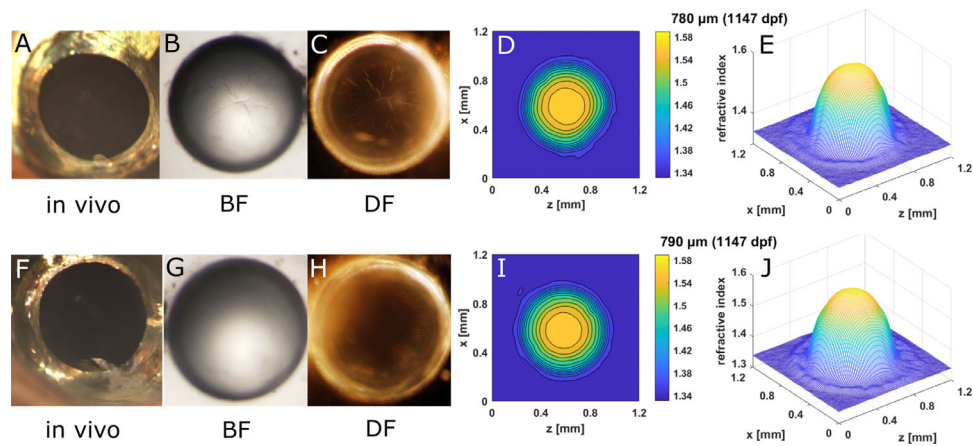 A
B
C
D
E
in vivo
BF
DF
x [mm]
1.2
0.8
0.4
0
0
0.4
0.8
1.2
z [mm]
1.58
1.56
1.54
1.52
1.5
1.48
1.46
1.44
1.42
1.4
1.38
1.36
1.34
780 µm (1147 dpf)
refractive index
1.6
1.5
1.4
1.2
0.8
0.4
0
x [mm]
0
0.4
0.8
1.2
z [mm]
F
G
H
I
J
in vivo
BF
DF
x [mm]
1.2
0.8
0.4
0
0
0.4
0.8
1.2
z [mm]
1.58
1.56
1.54
1.52
1.5
1.48
1.46
1.44
1.42
1.4
1.38
1.36
1.34
790 µm (1147 dpf)
refractive index
1.6
1.5
1.4
1.3
1.2
0.8
0.4
0
x [mm]
0
0.4
0.8
1.2
z [mm]